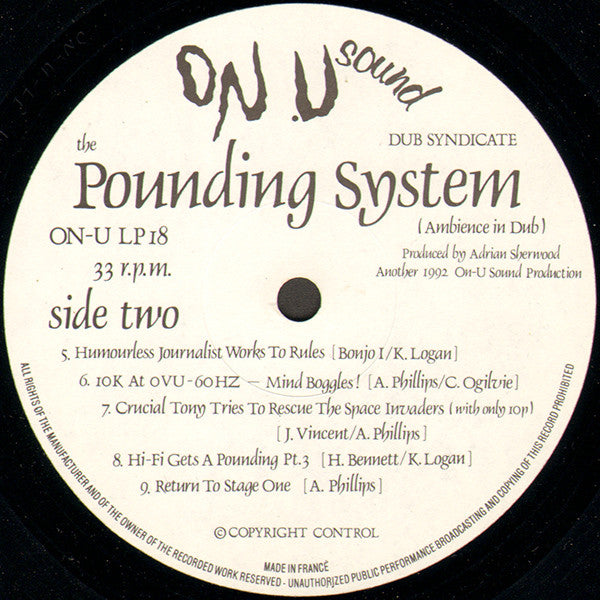 ON.U sound
the
DUB SYNDICATE
Pounding System
(Ambience in Dub)
ON-U LP18
Produced by Adrian Sherwood
33 r.p.m.
Another 1992 On-U Sound Production
side two
5. Humourless Journalist Works To Rules [Bonjo I/K. Logan]
6. 10K At 0VU-60HZ – Mind Boggles! [A. Phillips/C. Ogilvie]
7. Crucial Tony Tries To Rescue The Space Invaders (with only 10p)
[J. Vincent/A. Phillips]
8. Hi-Fi Gets A Pounding Pt.3 [H. Bennett/K. Logan]
9. Return To Stage One [A. Phillips]
© COPYRIGHT CONTROL
MADE IN FRANCE
ALL RIGHTS OF THE MANUFACTURER AND OF THE OWNER OF THE RECORDED WORK RESERVED - UNAUTHORIZED PUBLIC PERFORMANCE BROADCASTING AND COPYING OF THIS RECORD PROHIBITED